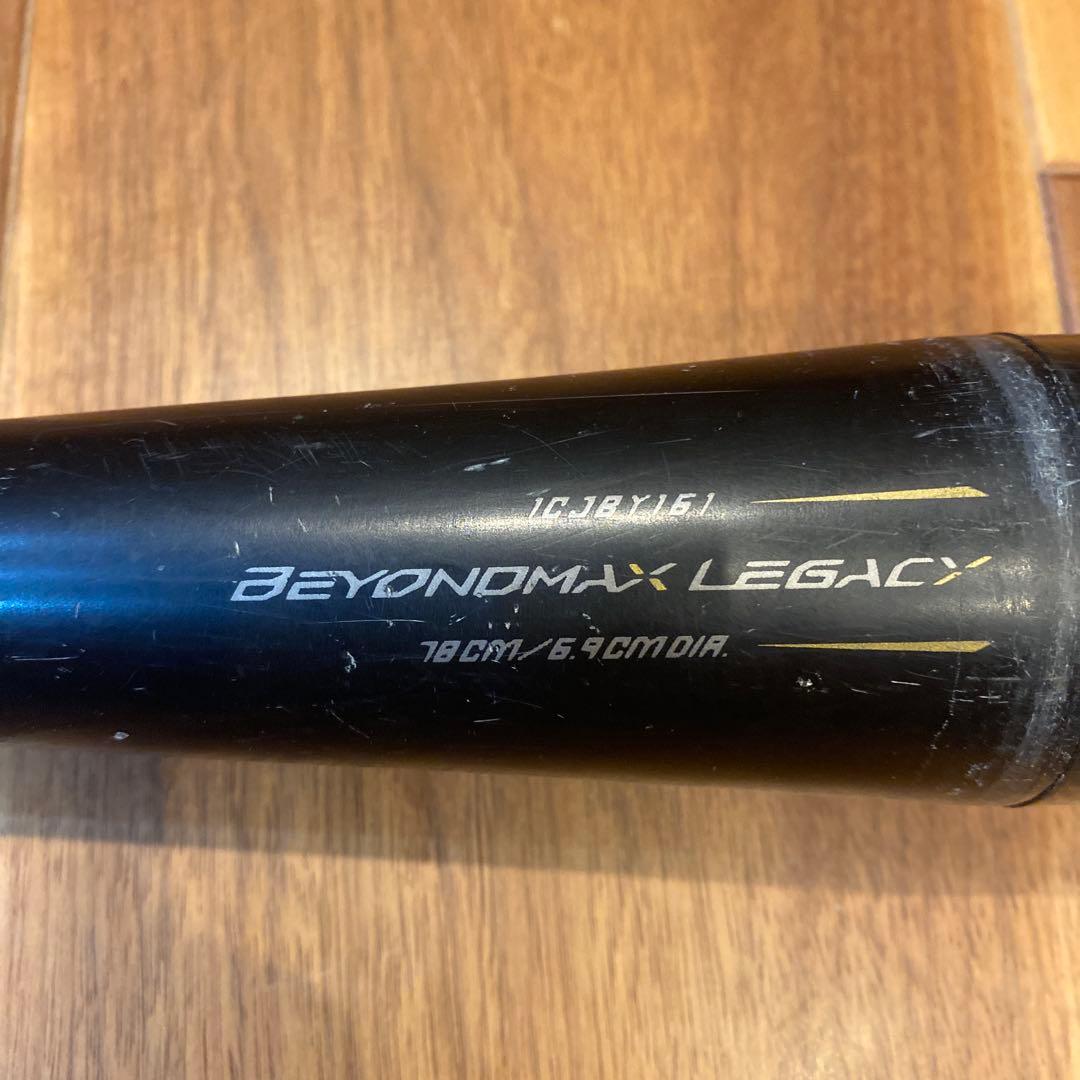 1CJBY161
BEYONDMAX LEGACY
78CM/6.9CM DIA.